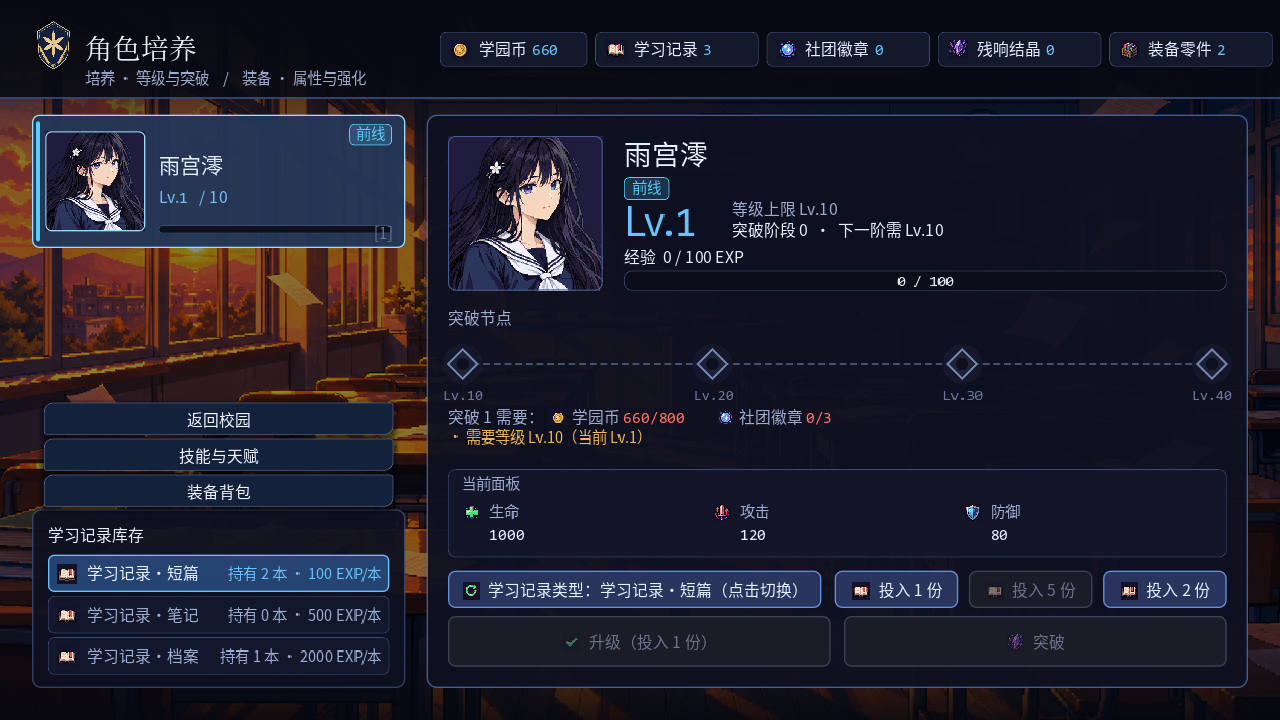 角色培养
培养 · 等级与突破 / 装备 · 属性与强化
学园币 660
学习记录 3
社团徽章 0
残响结晶 0
装备零件 2
前线
雨宫澪
Lv.1 / 10
[1]
返回校园
技能与天赋
装备背包
学习记录库存
学习记录·短篇 持有 2 本 · 100 EXP/本
学习记录·笔记 持有 0 本 · 500 EXP/本
学习记录·档案 持有 1 本 · 2000 EXP/本
雨宫澪
前线
Lv.1
等级上限 Lv.10
突破阶段 0 · 下一阶需 Lv.10
经验 0 / 100 EXP
0 / 100
突破节点
Lv.10 Lv.20 Lv.30 Lv.40
突破 1 需要： 学园币 660/800 社团徽章 0/3
· 需要等级 Lv.10（当前 Lv.1）
当前面板
生命 攻击 防御
1000 120 80
学习记录类型：学习记录·短篇（点击切换）
投入 1 份
投入 5 份
投入 2 份
升级（投入 1 份）
突破